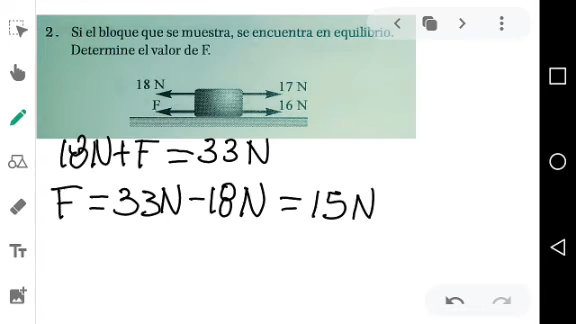 2. Si el bloque que se muestra, se encuentra en equilibrio.
Determine el valor de F.
18 N 17 N
F 16 N
18N+F=33N
F=33N-18N=15N
Tт